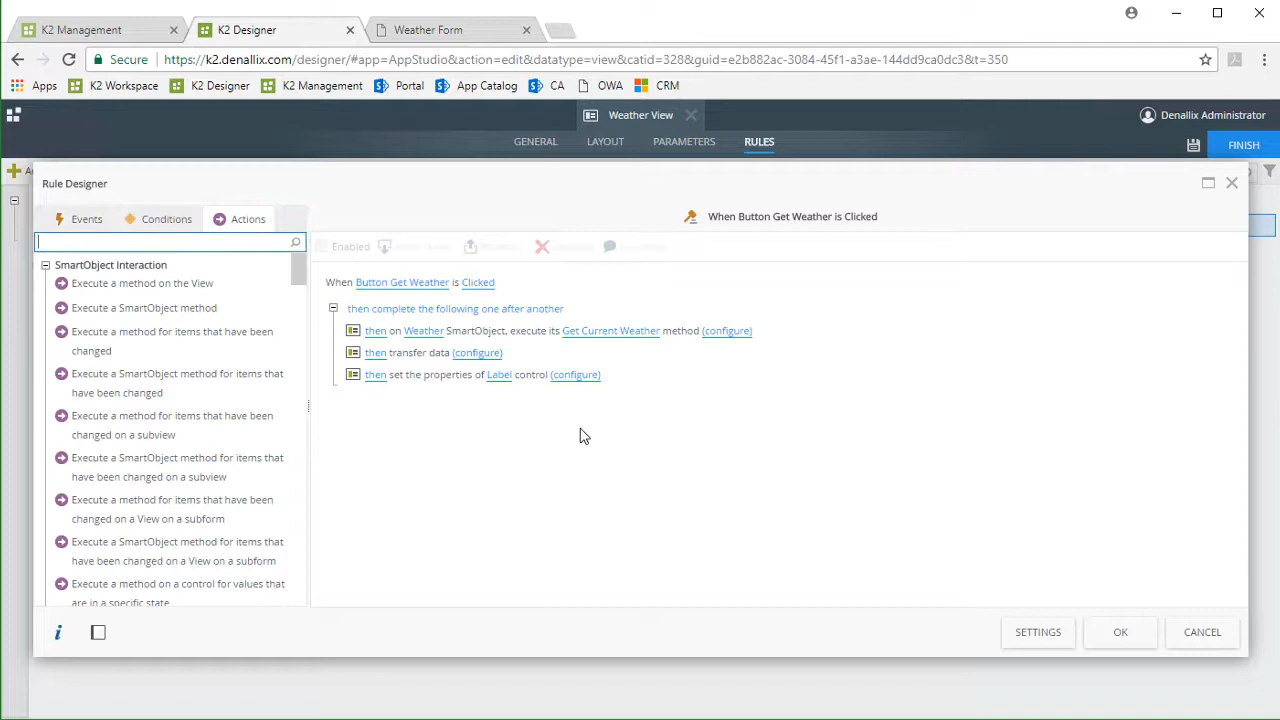 K2 Management
K2 Designer
Weather Form
Secure
https://k2.denallix.com/designer/#app=AppStudio&action=edit&datatype=view&catid=328&guid=e2b882ac-3084-45f1-a3ae-144dd9ca0dc3&t=350
Apps
K2 Workspace
K2 Designer
K2 Management
Portal
App Catalog
CA
OWA
CRM
Weather View
Denallix Administrator
GENERAL
LAYOUT
PARAMETERS
RULES
FINISH
Rule Designer
Events
Conditions
Actions
When Button Get Weather is Clicked
Enabled
When Button Get Weather is Clicked
then complete the following one after another
then on Weather SmartObject, execute its Get Current Weather method (configure)
then transfer data (configure)
then set the properties of Label control (configure)
SmartObject Interaction
Execute a method on the View
Execute a SmartObject method
Execute a method for items that have been
changed
Execute a SmartObject method for items that
have been changed
Execute a method for items that have been
changed on a subview
Execute a SmartObject method for items that
have been changed on a subview
Execute a method for items that have been
changed on a View on a subform
Execute a SmartObject method for items that
have been changed on a View on a subform
Execute a method on a control for values that
are in a specific state
i
SETTINGS
OK
CANCEL